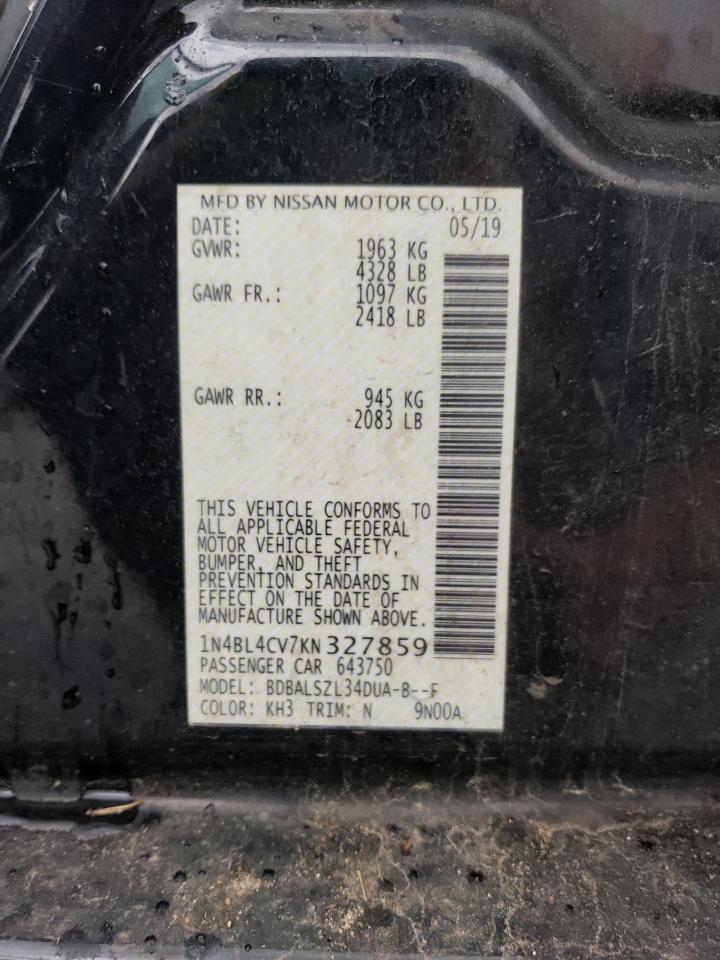 MFD BY NISSAN MOTOR CO., LTD.
DATE: 05/19
GVWR: 1963 KG
4328 LB
GAWR FR.: 1097 KG
2418 LB
GAWR RR.: 945 KG
2083 LB
THIS VEHICLE CONFORMS TO
ALL APPLICABLE FEDERAL
MOTOR VEHICLE SAFETY,
BUMPER, AND THEFT
PREVENTION STANDARDS IN
EFFECT ON THE DATE OF
MANUFACTURE SHOWN ABOVE.
1N4BL4CV7KN 327859
PASSENGER CAR 643750
MODEL: BDBALSZL34DUA-B--F
COLOR: KH3 TRIM: N 9N00A